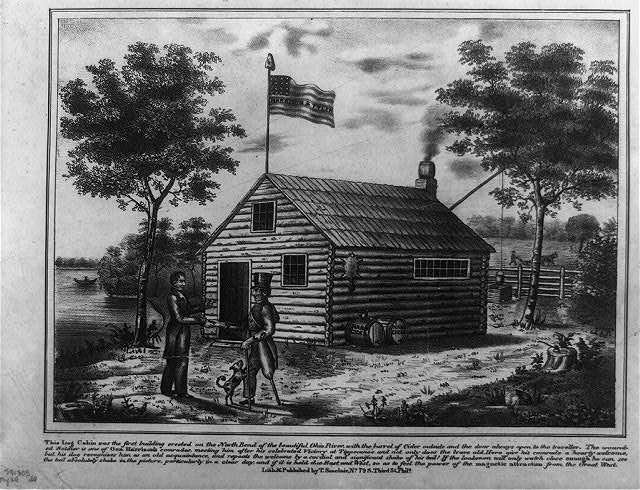 HARRISON & TYLER
This Log Cabin was the first building erected on the North Bend of the beautiful Ohio River, with the barrel of Cider outside and the door always open to the traveller. The wound-
ed Soldier is one of Gen. Harrison's comrades, meeting him after his celebrated Victory at Tippecanoe and not only does the brave old Hero give his comrade a hearty welcome,
but his dog recognises him as an old acquaintance, and repeats the welcome by a cordial and significant shake of his tail! If the lookeron will only watch close enough he can see
the tail absolutely shake in the picture, particularly in a clear day, and if it is held due East and West, so as to feel the power of the magnetic attraction from the Great West.
Lith. & Published by T. Sinclair, No. 79 S. Third St. Phila.